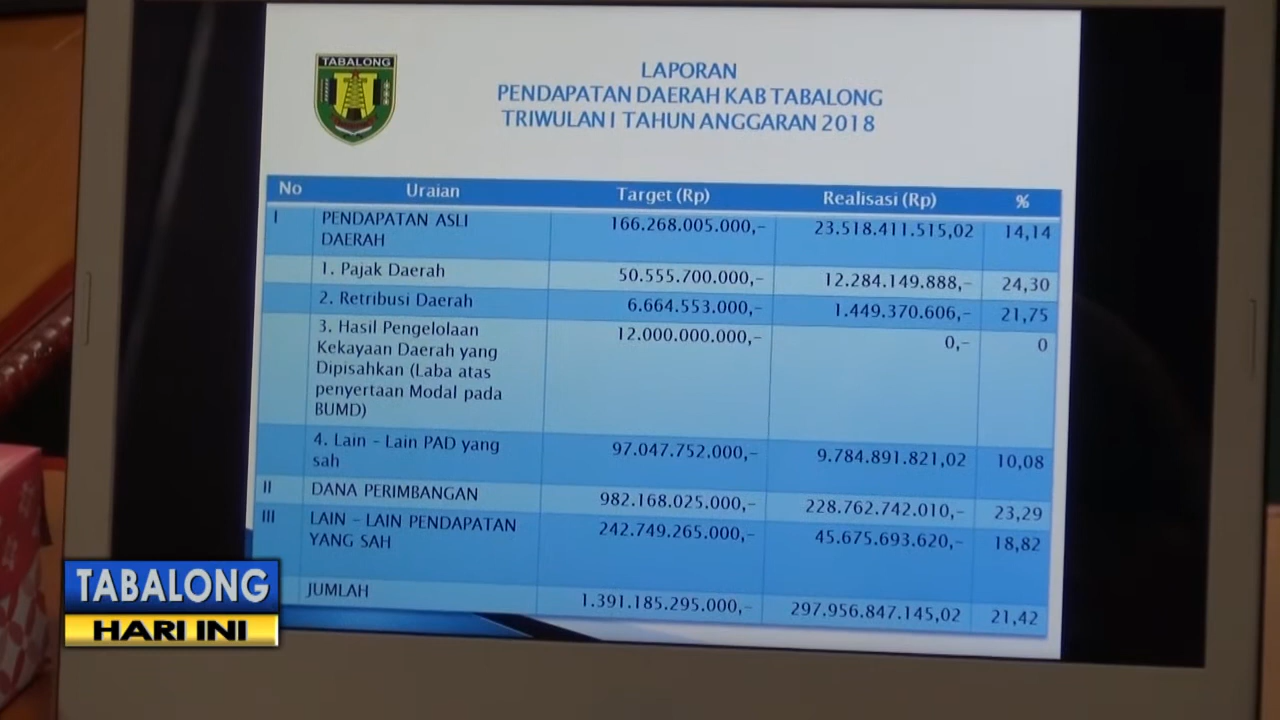 TABALONG
LAPORAN
PENDAPATAN DAERAH KAB TABALONG
TRIWULAN I TAHUN ANGGARAN 2018
No Uraian Target (Rp) Realisasi (Rp) %
I PENDAPATAN ASLI DAERAH 166.268.005.000,- 23.518.411.515,02 14,14
1. Pajak Daerah 50.555.700.000,- 12.284.149.888,- 24,30
2. Retribusi Daerah 6.664.553.000,- 1.449.370.606,- 21,75
3. Hasil Pengelolaan 12.000.000.000,- 0,- 0
Kekayaan Daerah yang
Dipisahkan (Laba atas
penyertaan Modal pada
BUMD)
4. Lain - Lain PAD yang 97.047.752.000,- 9.784.891.821,02 10,08
sah
II DANA PERIMBANGAN 982.168.025.000,- 228.762.742.010,- 23,29
III LAIN - LAIN PENDAPATAN 242.749.265.000,- 45.675.693.620,- 18,82
YANG SAH
JUMLAH 1.391.185.295.000,- 297.956.847.145,02 21,42
TABALONG
HARI INI